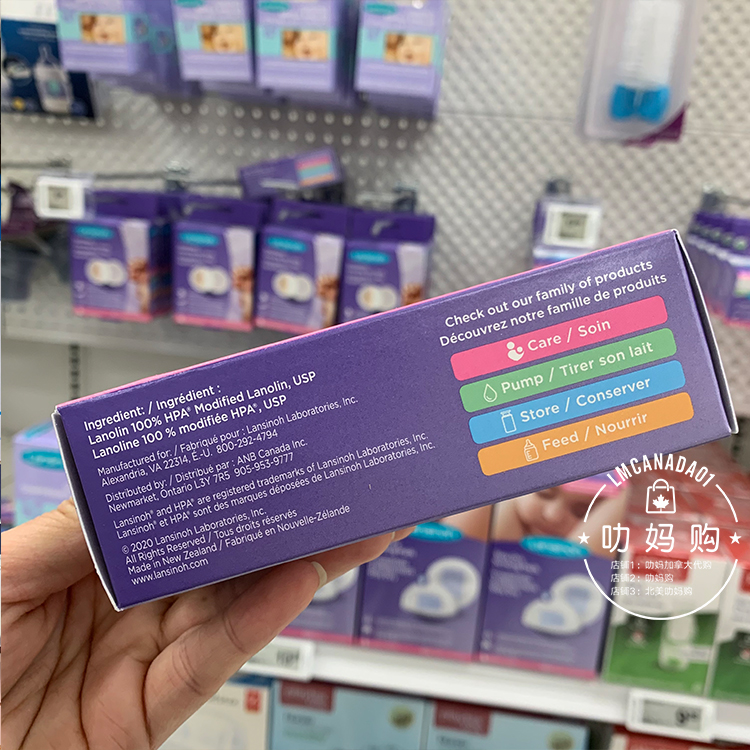 Ingredient: / Ingrédient :
Lanolin 100% HPA® Modified Lanolin, USP
Lanoline 100 % modifiée HPA®, USP
Manufactured for: / Fabriqué pour : Lansinoh Laboratories, Inc.
Alexandria, VA 22314, É.-U. 800-292-4794
Distributed by: / Distribué par : ANB Canada Inc.
Newmarket, Ontario L3Y 7R5 905-953-9777
Lansinoh® and HPA® are registered trademarks of Lansinoh Laboratories, Inc.
Lansinoh® et HPA® sont des marques déposées de Lansinoh Laboratories, Inc.
© 2020 Lansinoh Laboratories, Inc.
All Rights Reserved / Tous droits réservés
Made in New Zealand / Fabriqué en Nouvelle-Zélande
www.lansinoh.com
Check out our family of products
Découvrez notre famille de produits
Care / Soin
Pump / Tirer son lait
Store / Conserver
Feed / Nourrir
LMCANADA01
叻妈购
店铺1：叻妈加拿大代购
店铺2：叻妈购
店铺3：北美叻妈购